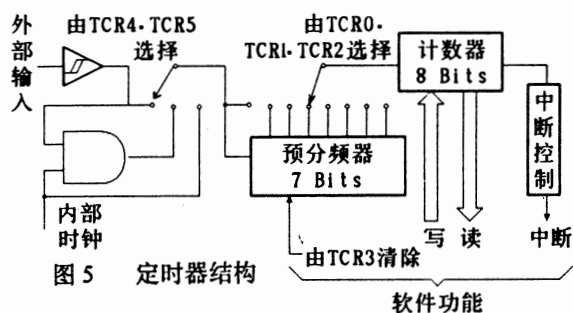 外部输入
由TCR4·TCR5
选择
由TCR0·
TCR1·TCR2选择
计数器
8 Bits
中断控制
预分频器
7 Bits
内部
时钟
写 读
中断
由TCR3清除
图5 定时器结构
软件功能